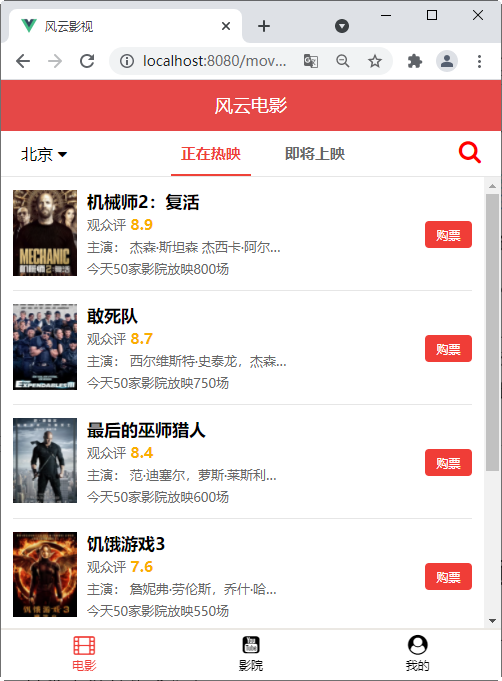 风云影视
localhost:8080/mov...
风云电影
北京 正在热映 即将上映
机械师2：复活
观众评 8.9
主演： 杰森·斯坦森 杰西卡·阿尔...
今天50家影院放映800场
购票
MECHANIC
敢死队
观众评 8.7
主演： 西尔维斯特·史泰龙，杰森...
今天50家影院放映750场
购票
EXPENDABLES
最后的巫师猎人
观众评 8.4
主演： 范·迪塞尔，萝斯·莱斯利...
今天50家影院放映600场
购票
饥饿游戏3
观众评 7.6
主演： 詹妮弗·劳伦斯，乔什·哈...
今天50家影院放映550场
购票
饥饿游戏3
You
Tube
电影 影院 我的